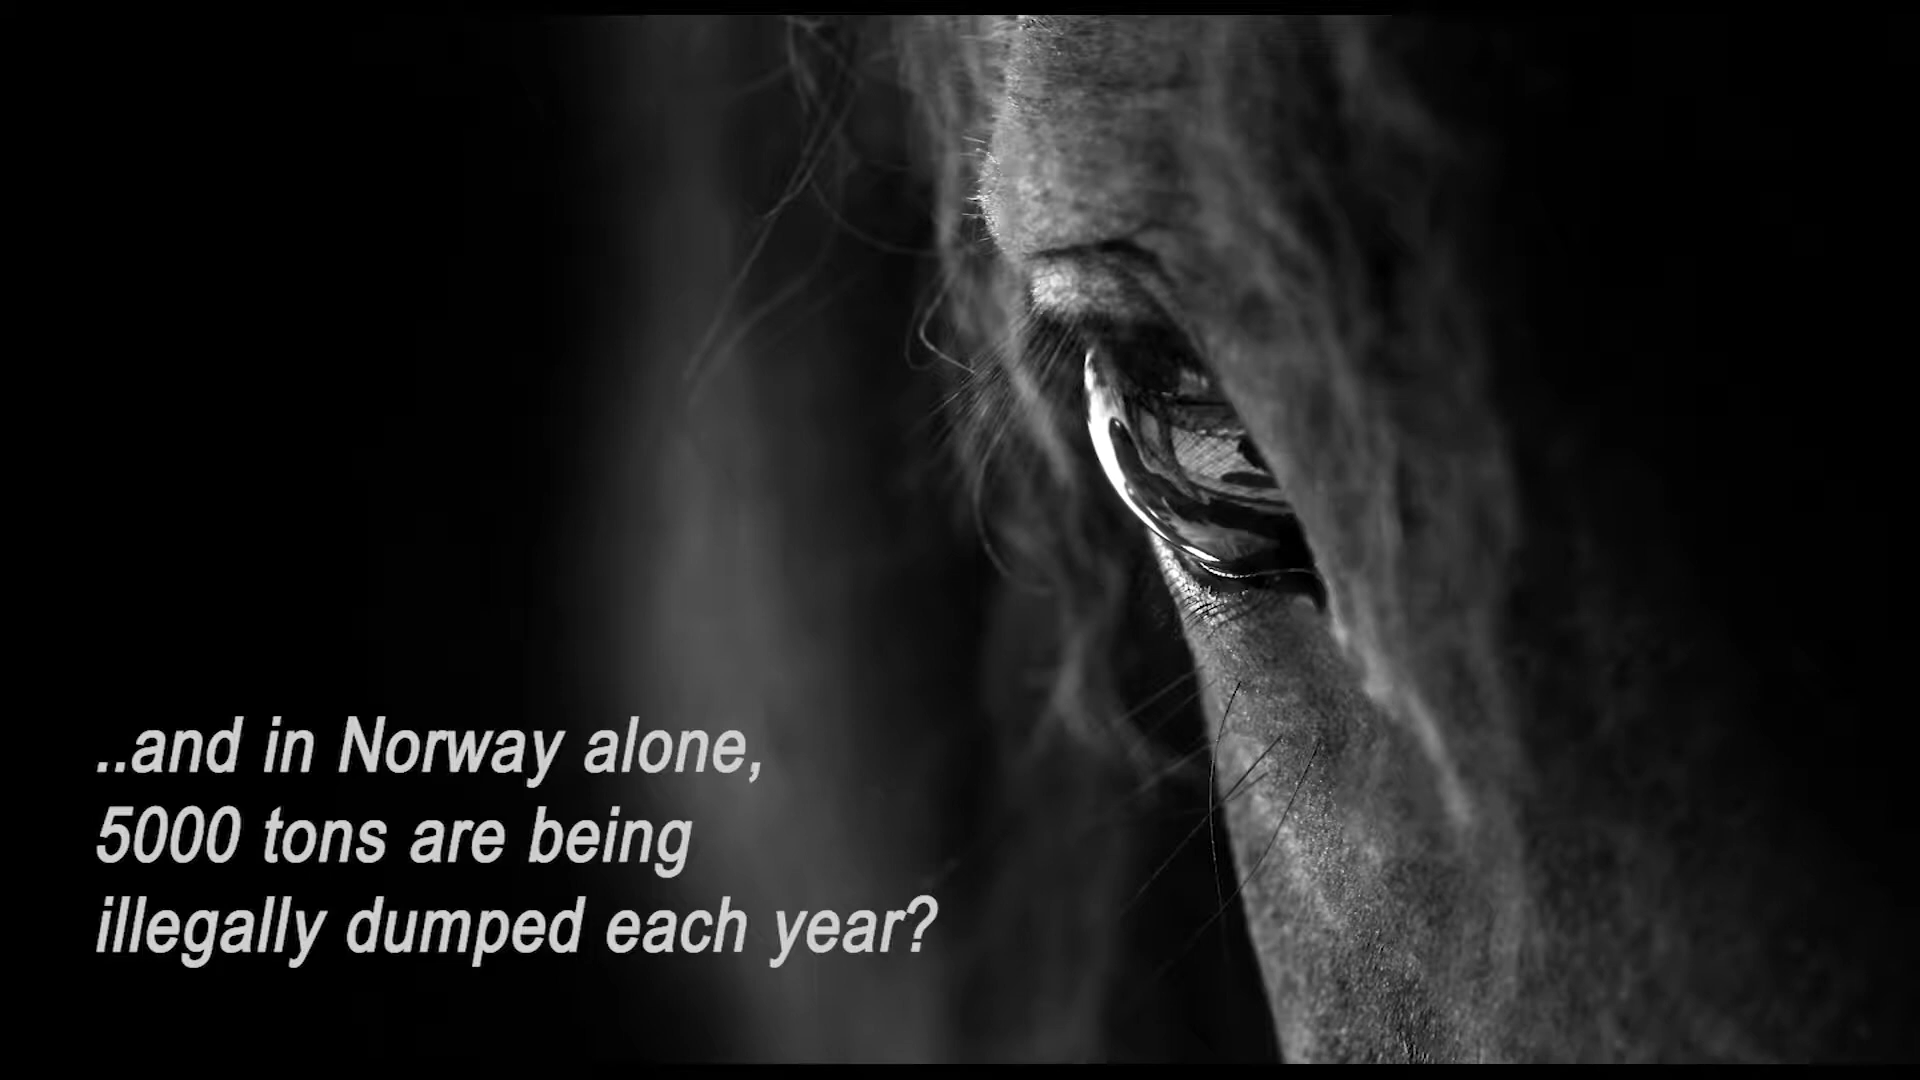 ..and in Norway alone,
5000 tons are being
illegally dumped each year?